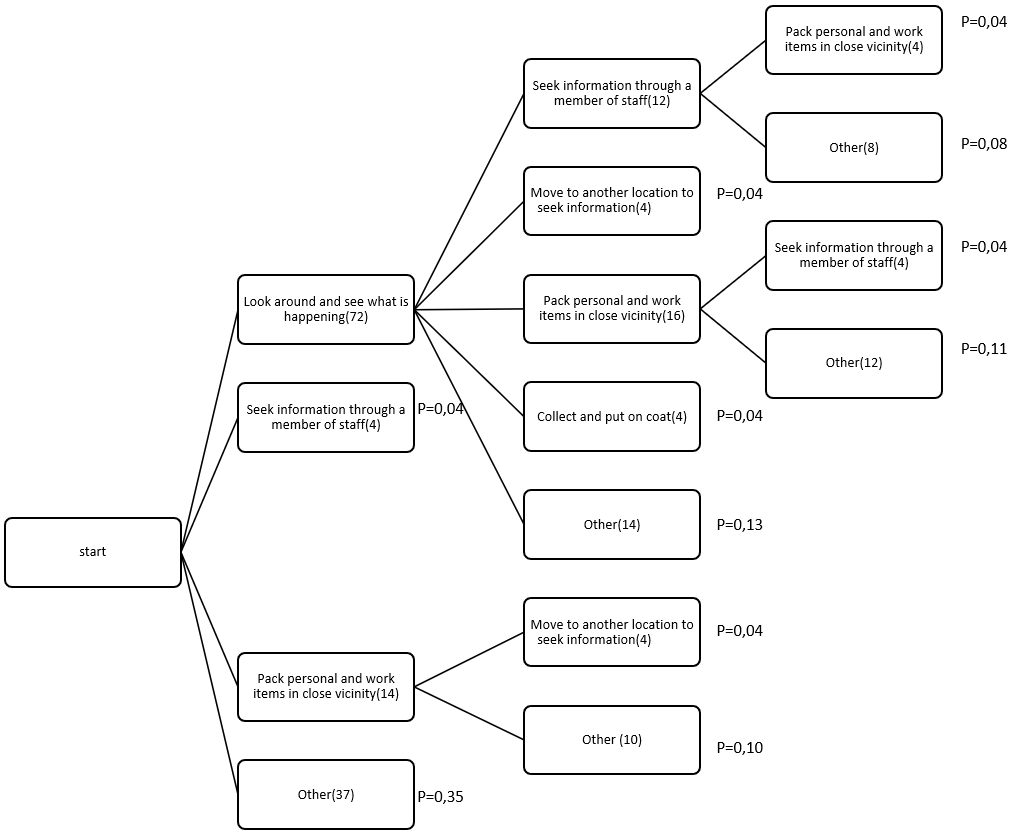 Pack personal and work
items in close vicinity(4)
P=0,04
Seek information through a
member of staff(12)
Other(8)
P=0,08
Move to another location to
seek information(4)
P=0,04
Seek information through a
member of staff(4)
P=0,04
Look around and see what is
happening(72)
Pack personal and work
items in close vicinity(16)
Other(12)
P=0,11
Seek information through a
member of staff(4)
P=0,04
Collect and put on coat(4)
P=0,04
Other(14)
P=0,13
start
Move to another location to
seek information(4)
P=0,04
Pack personal and work
items in close vicinity(14)
Other (10)
P=0,10
Other(37)
P=0,35